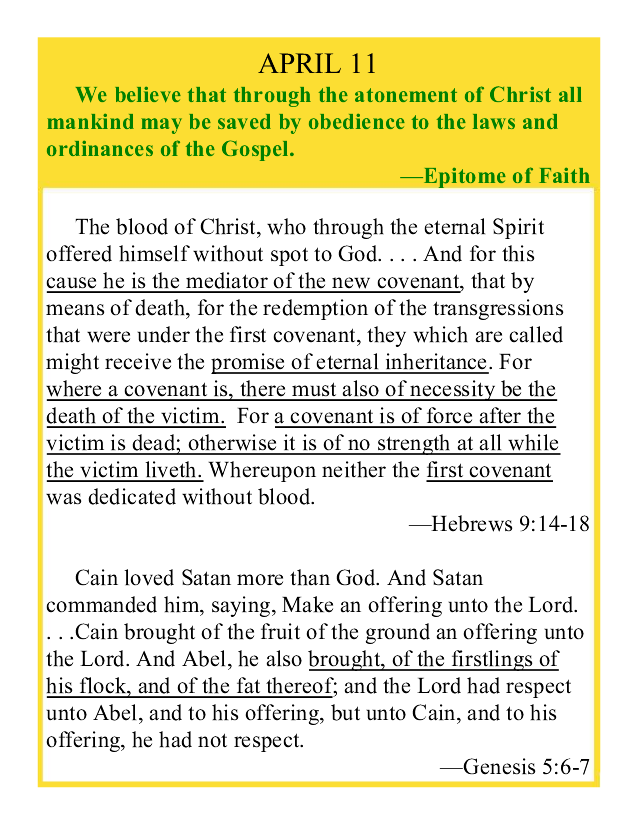 APRIL 11
We believe that through the atonement of Christ all
mankind may be saved by obedience to the laws and
ordinances of the Gospel.
—Epitome of Faith
The blood of Christ, who through the eternal Spirit
offered himself without spot to God. . . . And for this
cause he is the mediator of the new covenant, that by
means of death, for the redemption of the transgressions
that were under the first covenant, they which are called
might receive the promise of eternal inheritance. For
where a covenant is, there must also of necessity be the
death of the victim. For a covenant is of force after the
victim is dead; otherwise it is of no strength at all while
the victim liveth. Whereupon neither the first covenant
was dedicated without blood.
—Hebrews 9:14-18
Cain loved Satan more than God. And Satan
commanded him, saying, Make an offering unto the Lord.
. . .Cain brought of the fruit of the ground an offering unto
the Lord. And Abel, he also brought, of the firstlings of
his flock, and of the fat thereof; and the Lord had respect
unto Abel, and to his offering, but unto Cain, and to his
offering, he had not respect.
—Genesis 5:6-7